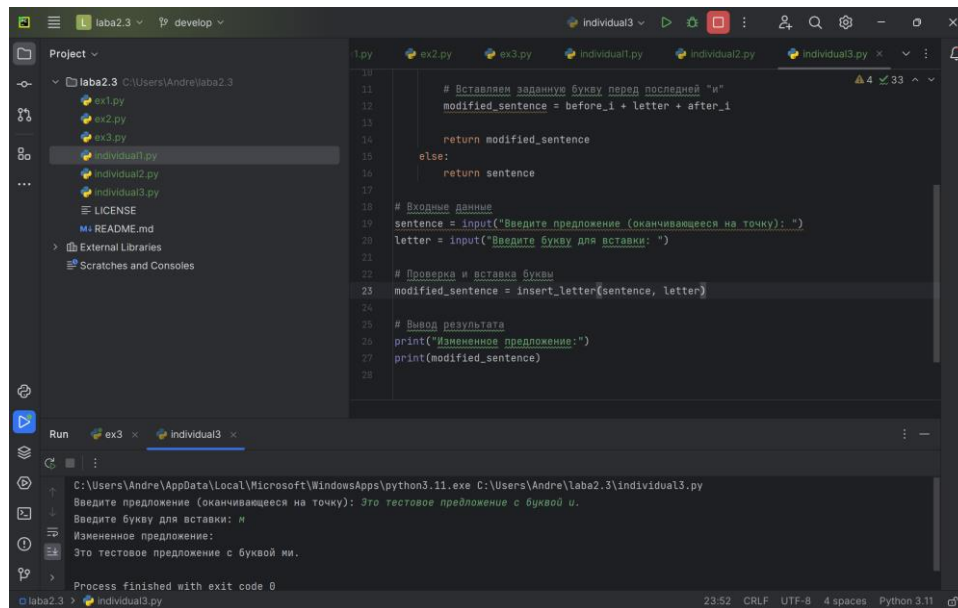 L laba2.3 develop individual3
Project
1.py ex2.py ex3.py individual1.py individual2.py individual3.py
laba2.3 C:\Users\Andre\laba2.3
ex1.py
ex2.py
ex3.py
individual1.py
individual2.py
individual3.py
LICENSE
M↓ README.md
External Libraries
Scratches and Consoles
4 33
10
11 # Вставляем заданную букву перед последней "и"
12 modified_sentence = before_i + letter + after_i
13
14 return modified_sentence
15 else:
16 return sentence
17
18 # Входные данные
19 sentence = input("Введите предложение (оканчивающееся на точку): ")
20 letter = input("Введите букву для вставки: ")
21
22 # Проверка и вставка буквы
23 modified_sentence = insert_letter(sentence, letter)
24
25 # Вывод результата
26 print("Измененное предложение:")
27 print(modified_sentence)
28
Run ex3 individual3
C:\Users\Andre\AppData\Local\Microsoft\WindowsApps\python3.11.exe C:\Users\Andre\laba2.3\individual3.py
Введите предложение (оканчивающееся на точку): Это тестовое предложение с буквой и.
Введите букву для вставки: м
Измененное предложение:
Это тестовое предложение с буквой ми.
Process finished with exit code 0
laba2.3 > individual3.py 23:52 CRLF UTF-8 4 spaces Python 3.11